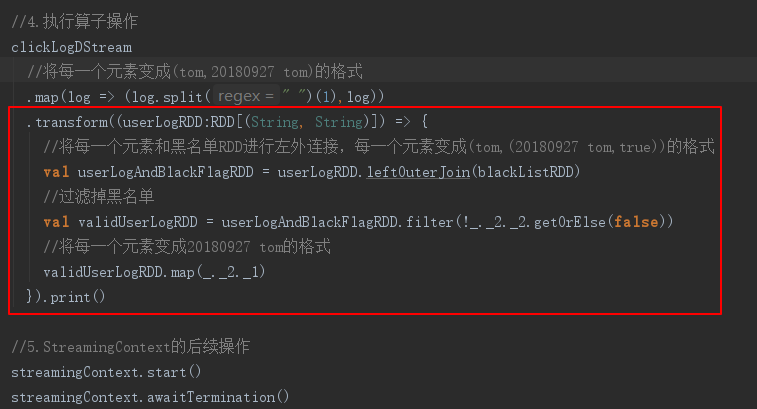 //4.执行算子操作
clickLogDStream
//将每一个元素变成(tom,20180927 tom)的格式
.map(log => (log.split( regex = " ")(1),log))
.transform((userLogRDD:RDD[(String, String)]) => {
//将每一个元素和黑名单RDD进行左外连接，每一个元素变成(tom,(20180927 tom,true))的格式
val userLogAndBlackFlagRDD = userLogRDD.leftOuterJoin(blackListRDD)
//过滤掉黑名单
val validUserLogRDD = userLogAndBlackFlagRDD.filter(!_._2._2.getOrElse(false))
//将每一个元素变成20180927 tom的格式
validUserLogRDD.map(_._2._1)
}).print()
//5.StreamingContext的后续操作
streamingContext.start()
streamingContext.awaitTermination()